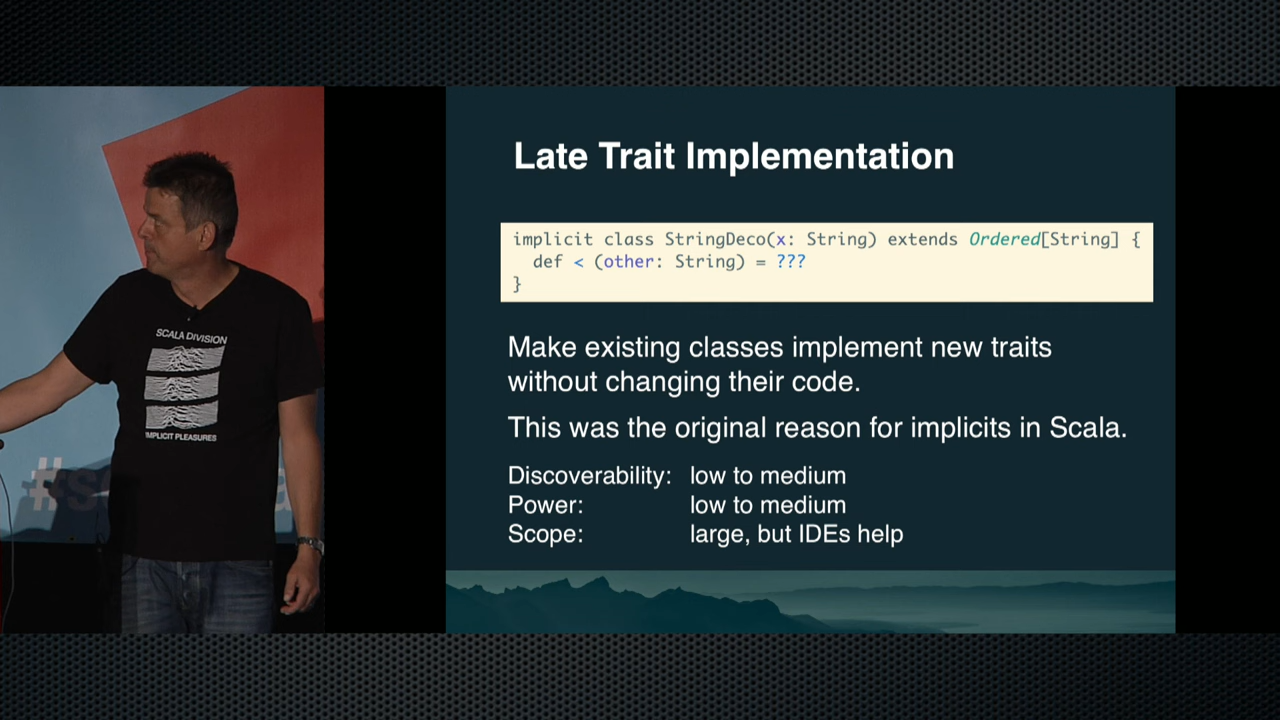 Late Trait Implementation
implicit class StringDeco(x: String) extends Ordered[String] {
def < (other: String) = ???
}
Make existing classes implement new traits
without changing their code.
This was the original reason for implicits in Scala.
Discoverability: low to medium
Power: low to medium
Scope: large, but IDEs help
SCALA DIVISION
IMPLICIT PLEASURES